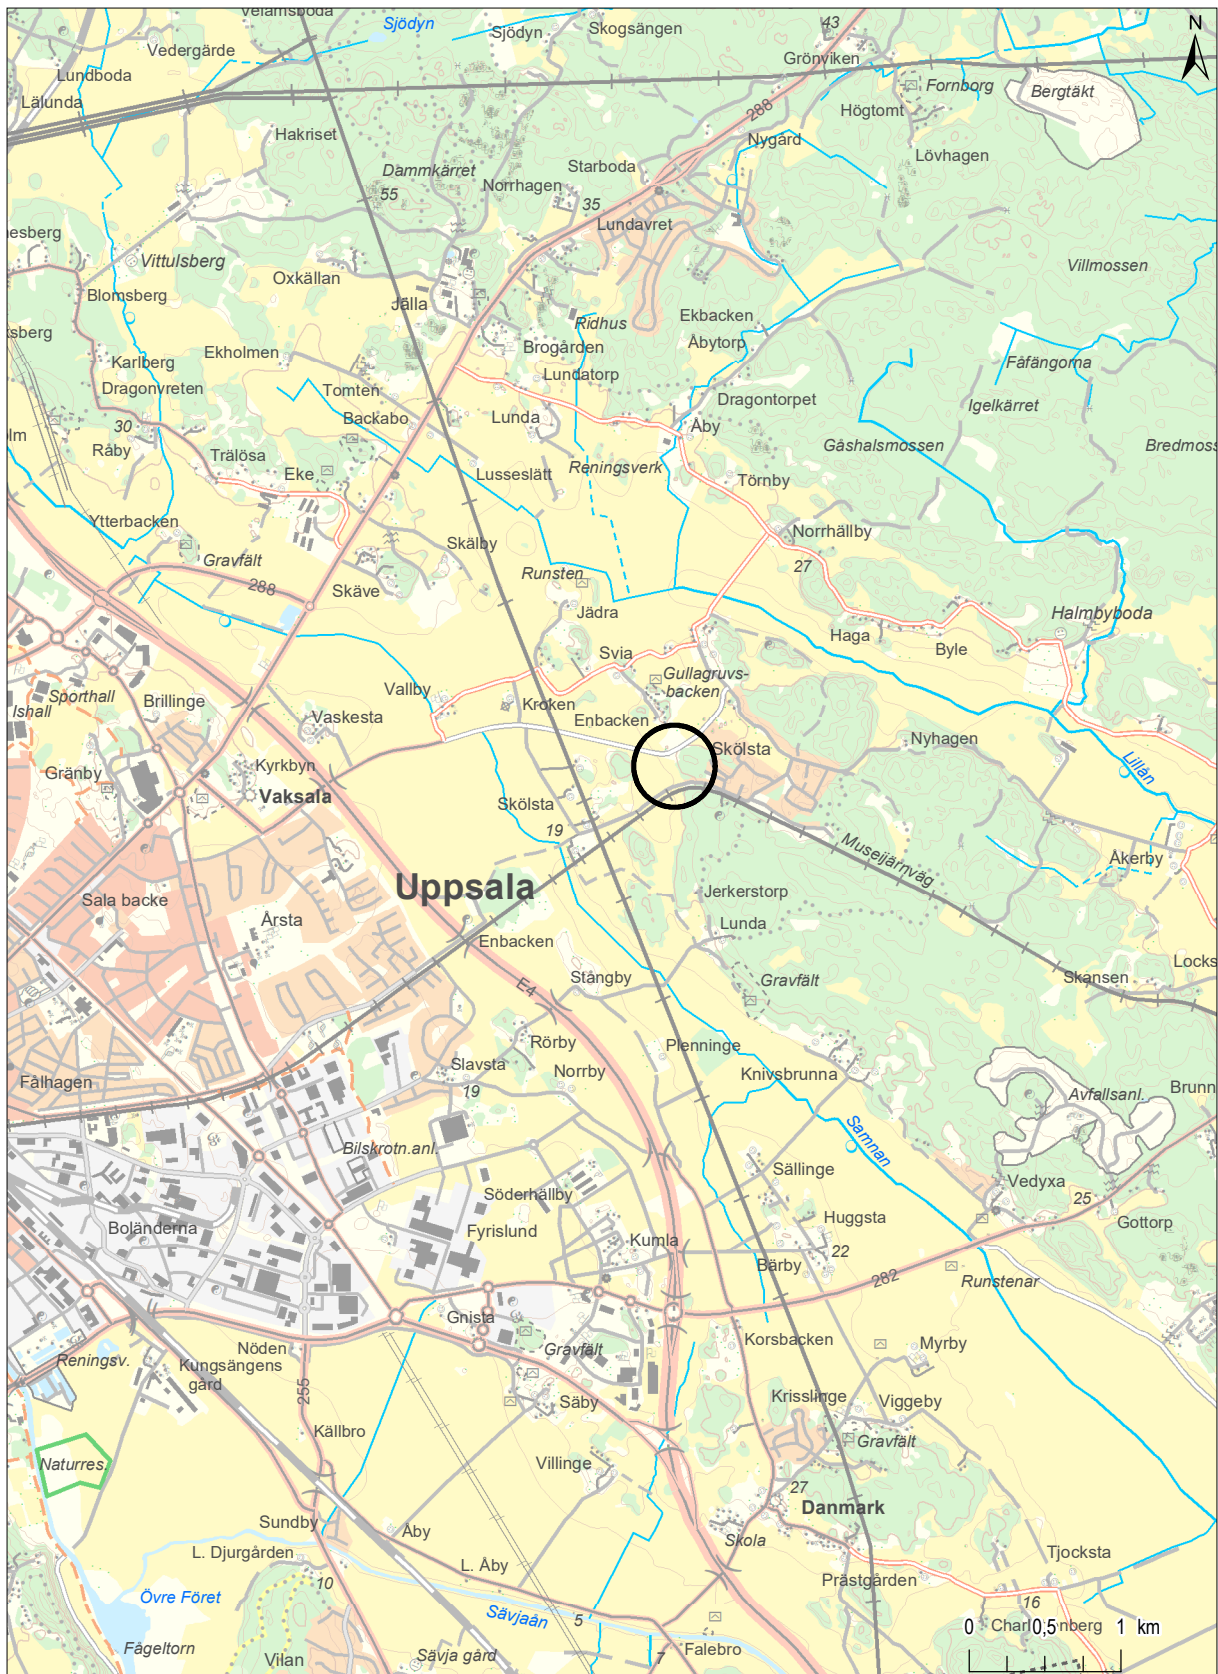 Velamsboda
Sjödyn
Sjödyn
Skogsängen
43
N
Vedergärde
Grönviken
Lundboda
Fornborg
Bergtäkt
Lälunda
Högtomt
288
Hakriset
Nygård
Lövhagen
Dammkärret
Starboda
55
Norrhagen
35
Lundavret
nesberg
Vittulsberg
Villmossen
Oxkällan
Blomsberg
Jälla
Ekbacken
Ridhus
ksberg
Åbytorp
Ekholmen
Brogården
Karlberg
Fåfängorna
Lundatorp
Dragonvreten
Tomten
Dragontorpet
Igelkärret
Backabo
Lunda
30
Åby
lm
Råby
Gåshalsmossen
Bredmoss
Trälösa
Reningsverk
Eke
Lusseslätt
Törnby
Ytterbacken
Norrhällby
Skälby
Gravfält
27
Runsten
288
Skäve
Jädra
Halmbyboda
Haga
Byle
Svia
Gullagruvs-
backen
Sporthall
Vallby
Brillinge
Kroken
Ishall
Enbacken
Vaskesta
Nyhagen
Skölsta
Lillån
Kyrkbyn
Gränby
Vaksala
Skölsta
19
Museijärnväg
Åkerby
Uppsala
Sala backe
Jerkerstorp
Årsta
Lunda
Enbacken
Locks
Stångby
Gravfält
Skansen
E4
Rörby
Plenninge
Slavsta
Norrby
Knivsbrunna
Fålhagen
19
Avfallsanl.
Brunn
Samnan
Bilskrotn.anl.
Sällinge
Vedyxa
Söderhällby
25
Huggsta
Gottorp
Boländerna
Fyrislund
Kumla
22
Bärby
282
Runstenar
Gnista
Korsbacken
Nöden
Gravfält
Myrby
Reningsv.
Kungsängens
gård
255
Krisslinge
Säby
Viggeby
Källbro
Gravfält
Naturres.
Villinge
27
Danmark
Sundby
Åby
Skola
L. Djurgården
Tjocksta
L. Åby
10
Prästgården
Övre Föret
16
Sävjaån
5
Charlottenberg
0 0,5 1 km
Fågeltorn
Vilan
Sävja gård
7
Falebro